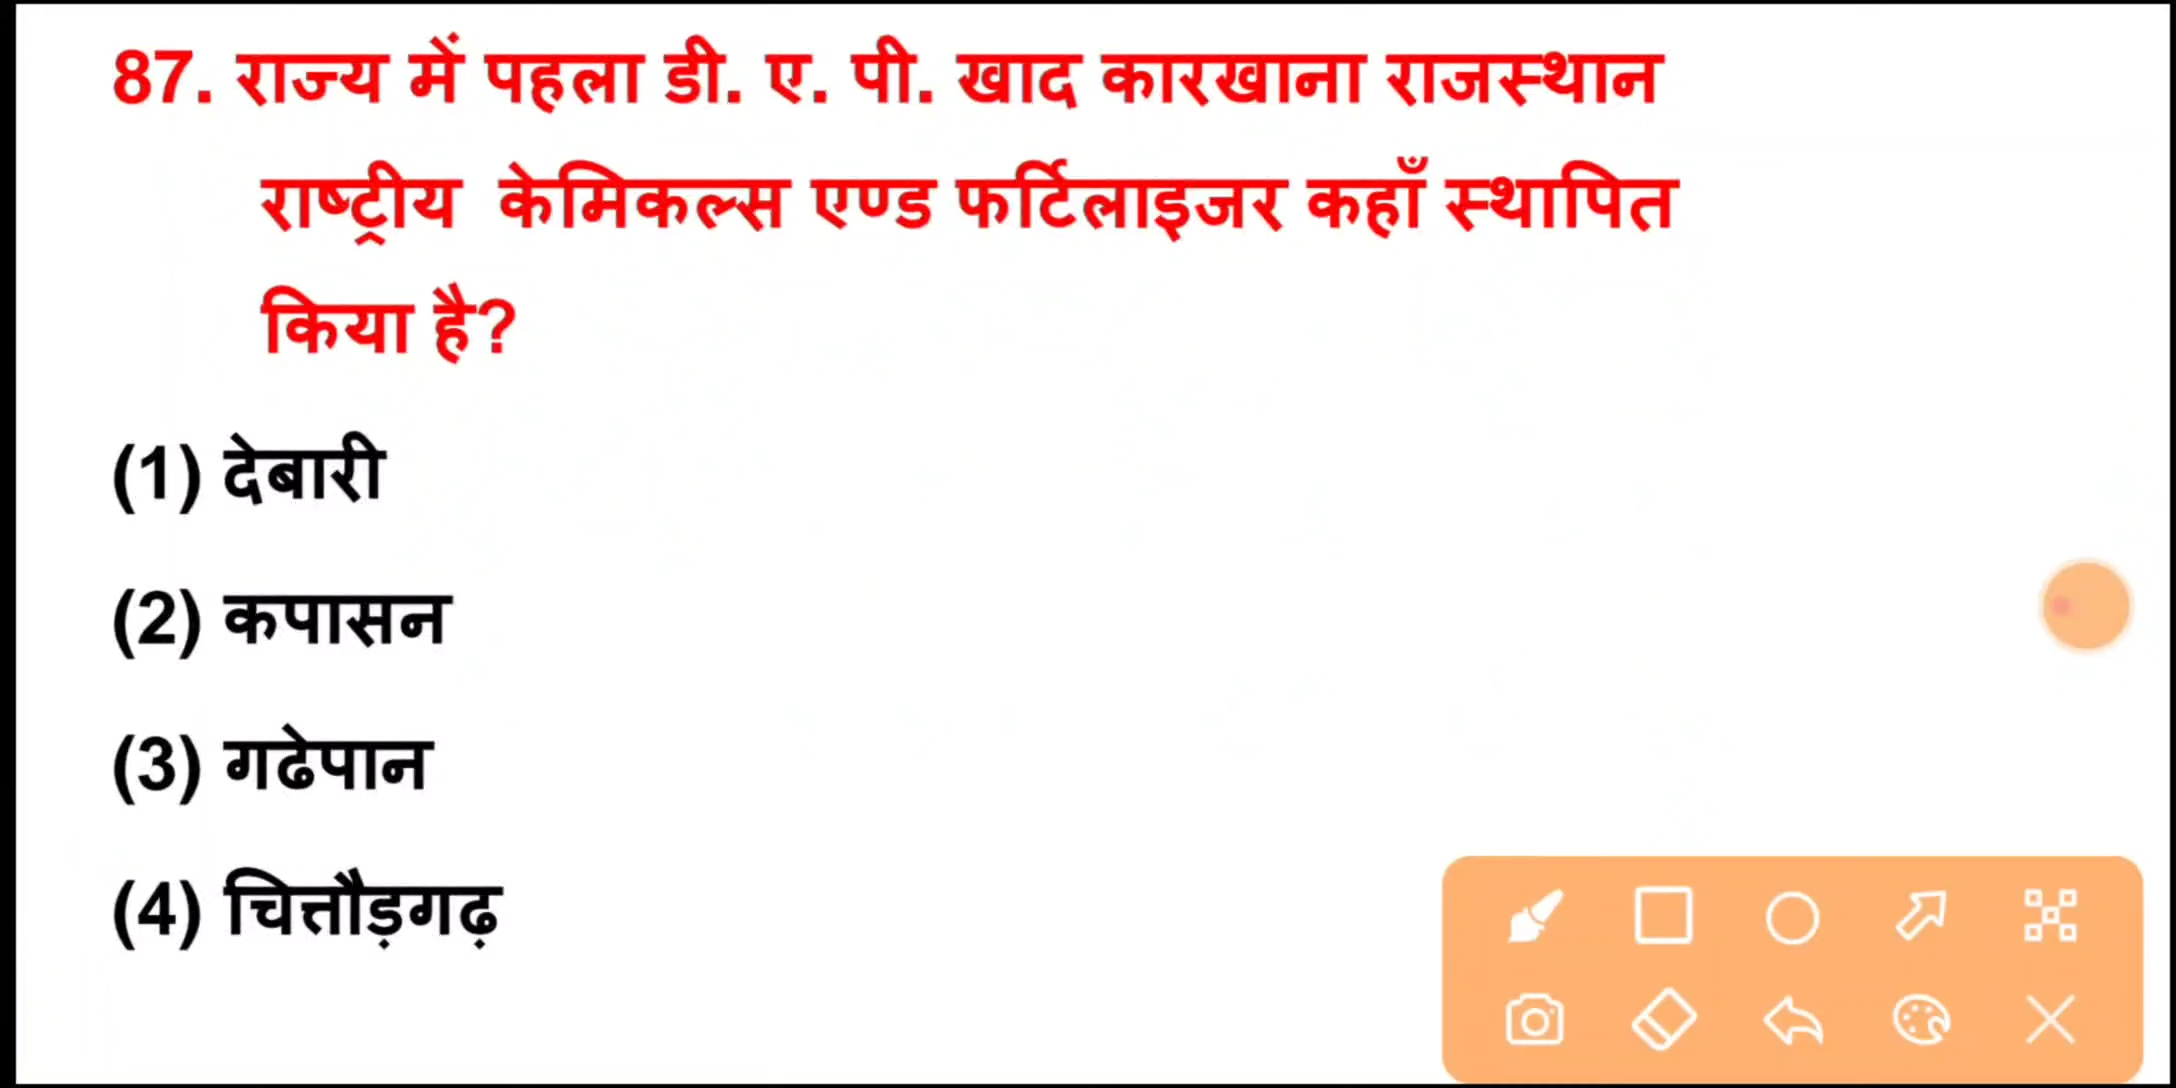 87. राज्य में पहला डी. ए. पी. खाद कारखाना राजस्थान
राष्ट्रीय केमिकल्स एण्ड फर्टिलाइजर कहाँ स्थापित
किया है?
(1) देबारी
(2) कपासन
(3) गढेपान
(4) चित्तौड़गढ़